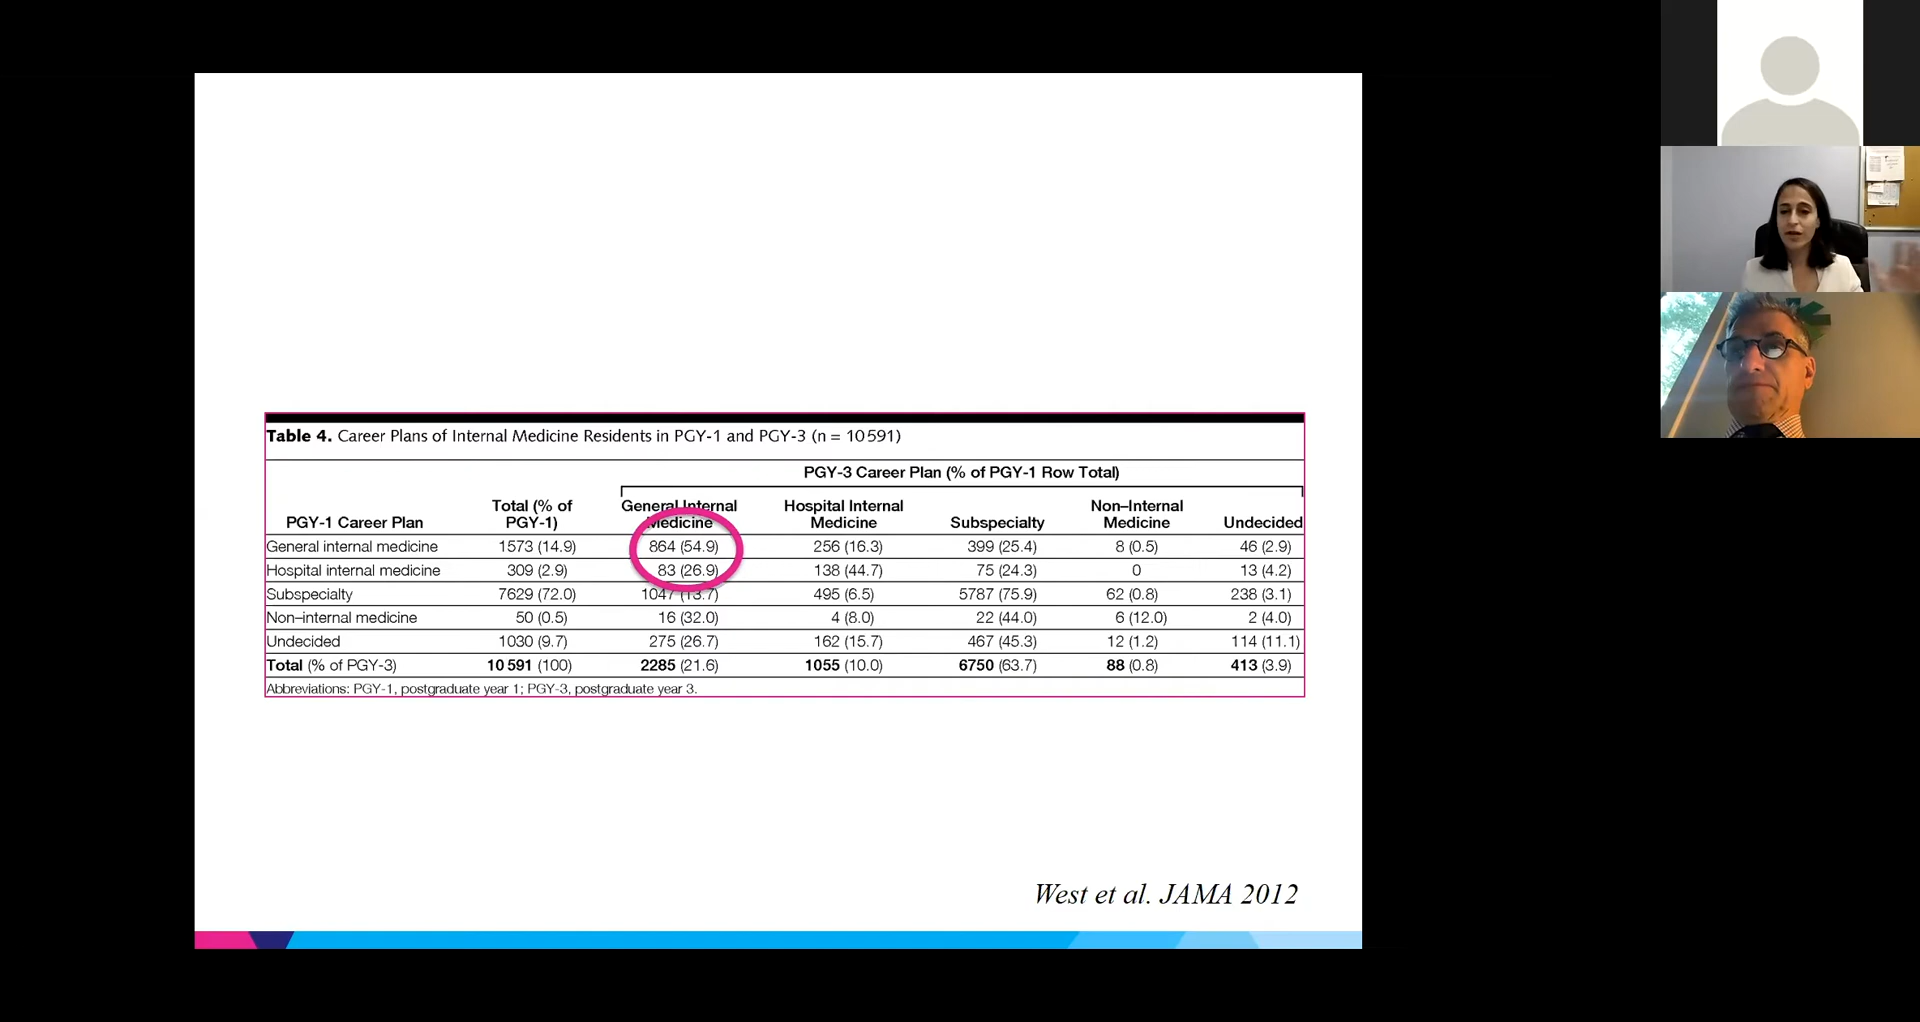 Table 4. Career Plans of Internal Medicine Residents in PGY-1 and PGY-3 (n = 10 591)
PGY-3 Career Plan (% of PGY-1 Row Total)
PGY-1 Career Plan Total (% of PGY-1) General Internal Medicine Hospital Internal Medicine Subspecialty Non–Internal Medicine Undecided
General internal medicine 1573 (14.9) 864 (54.9) 256 (16.3) 399 (25.4) 8 (0.5) 46 (2.9)
Hospital internal medicine 309 (2.9) 83 (26.9) 138 (44.7) 75 (24.3) 0 13 (4.2)
Subspecialty 7629 (72.0) 1047 (13.7) 495 (6.5) 5787 (75.9) 62 (0.8) 238 (3.1)
Non–internal medicine 50 (0.5) 16 (32.0) 4 (8.0) 22 (44.0) 6 (12.0) 2 (4.0)
Undecided 1030 (9.7) 275 (26.7) 162 (15.7) 467 (45.3) 12 (1.2) 114 (11.1)
Total (% of PGY-3) 10 591 (100) 2285 (21.6) 1055 (10.0) 6750 (63.7) 88 (0.8) 413 (3.9)
Abbreviations: PGY-1, postgraduate year 1; PGY-3, postgraduate year 3.
West et al. JAMA 2012